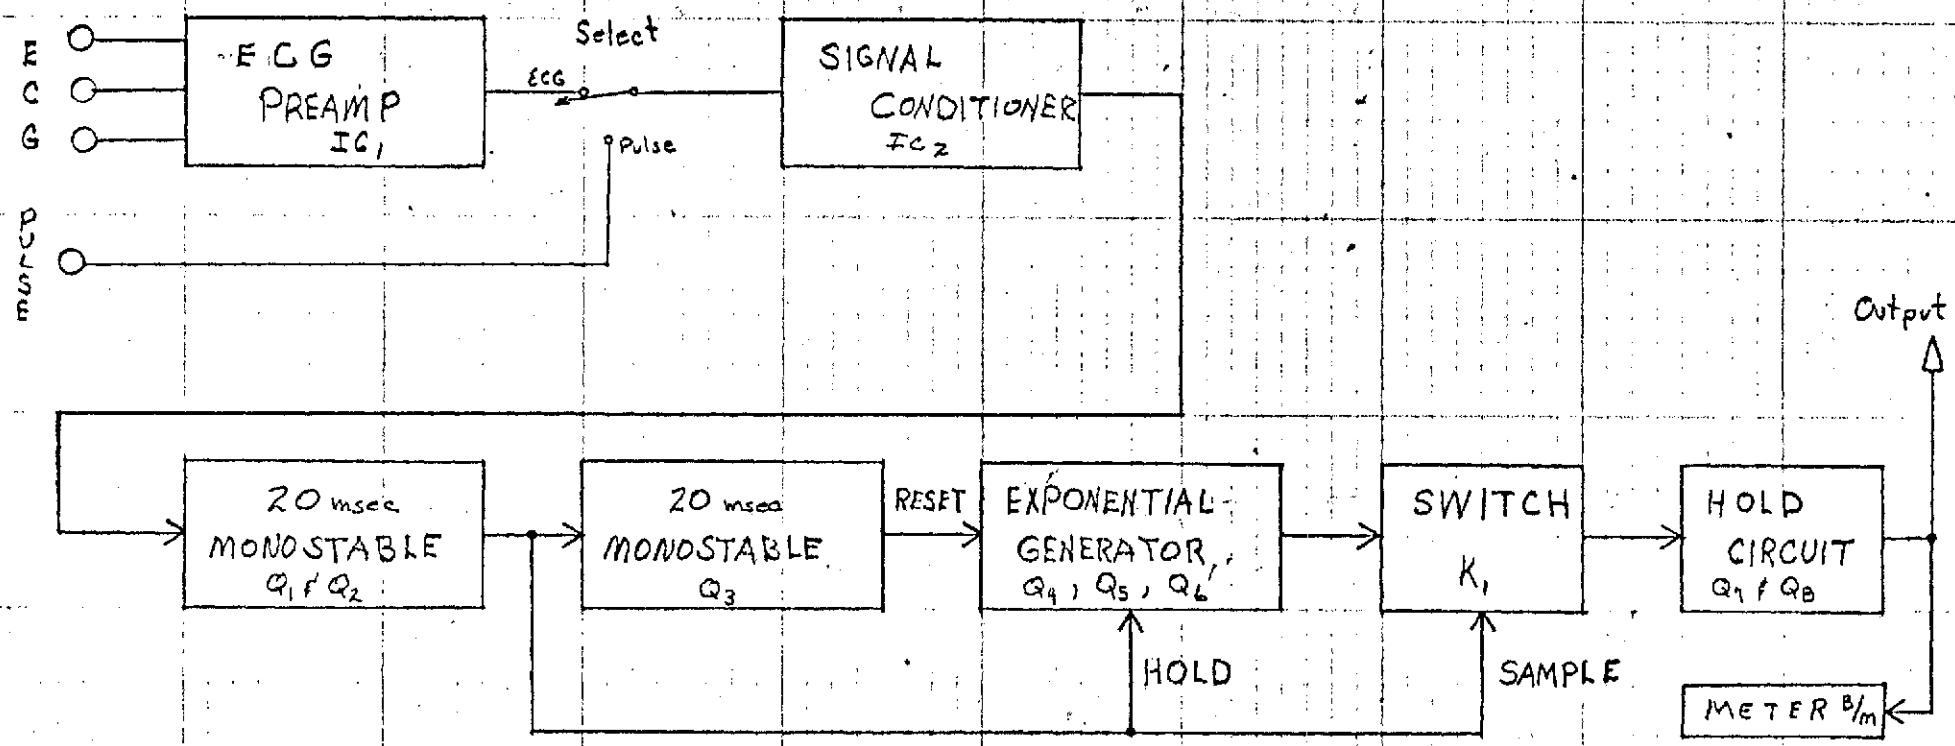 Select
E
C
G
ECG
PREAMP
IC₁
ECG
Pulse
SIGNAL
CONDITIONER
IC₂
PULSE
Output
20 msec
MONOSTABLE
Q₁ & Q₂
20 msec
MONOSTABLE
Q₃
RESET
EXPONENTIAL
GENERATOR
Q₄, Q₅, Q₆
SWITCH
K₁
HOLD
CIRCUIT
Q₇ & Q₈
HOLD
SAMPLE
METER B/m